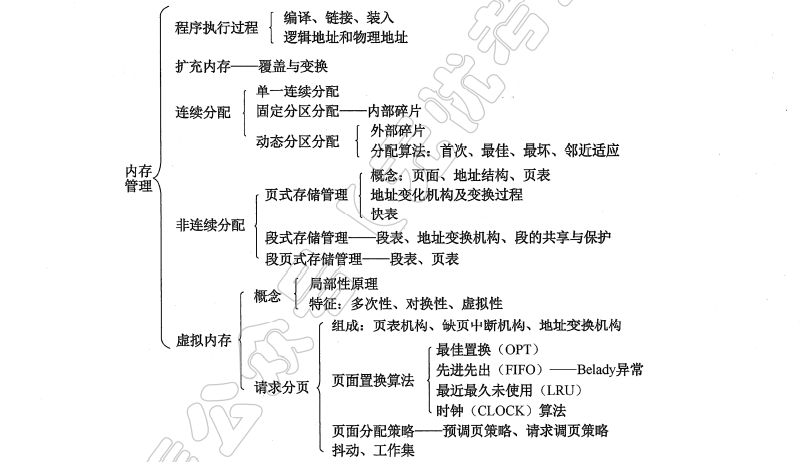 内存
管理
程序执行过程
编译、链接、装入
逻辑地址和物理地址
扩充内存——覆盖与变换
连续分配
单一连续分配
固定分区分配——内部碎片
动态分区分配
外部碎片
分配算法：首次、最佳、最坏、邻近适应
非连续分配
页式存储管理
概念：页面、地址结构、页表
地址变化机构及变换过程
快表
段式存储管理——段表、地址变换机构、段的共享与保护
段页式存储管理——段表、页表
虚拟内存
概念
局部性原理
特征：多次性、对换性、虚拟性
请求分页
组成：页表机构、缺页中断机构、地址变换机构
页面置换算法
最佳置换（OPT）
先进先出（FIFO）——Belady异常
最近最久未使用（LRU）
时钟（CLOCK）算法
页面分配策略——预调页策略、请求调页策略
抖动、工作集